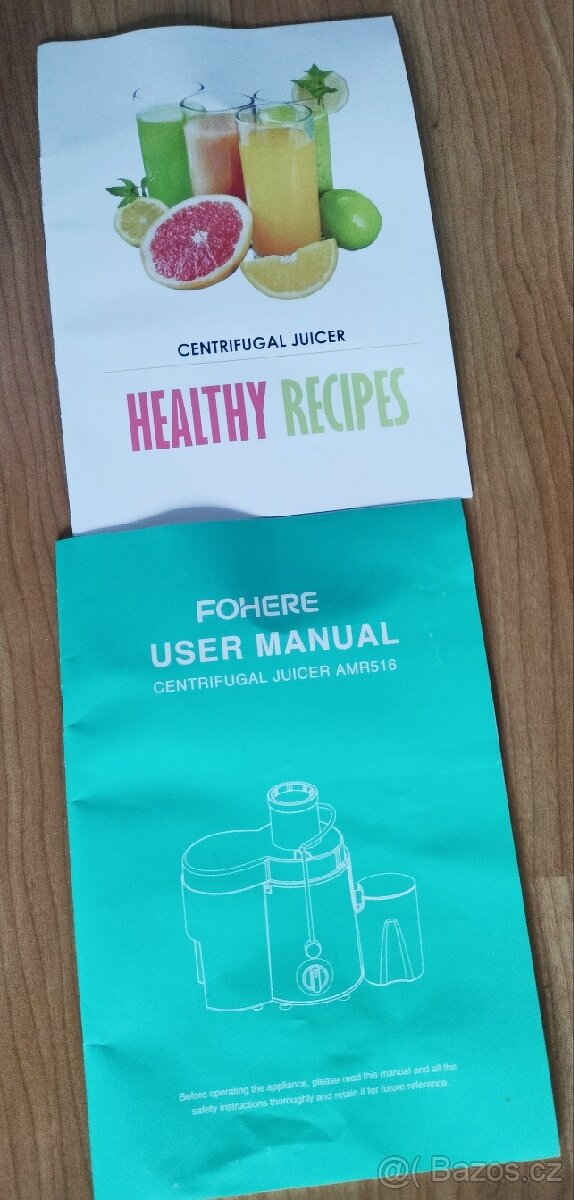 CENTRIFUGAL JUICER
HEALTHY RECIPES
FOHERE
USER MANUAL
CENTRIFUGAL JUICER AMR516
Before operating the appliance, please read this manual and all the
safety instructions thoroughly and retain it for future reference.
@( Bazos.cz